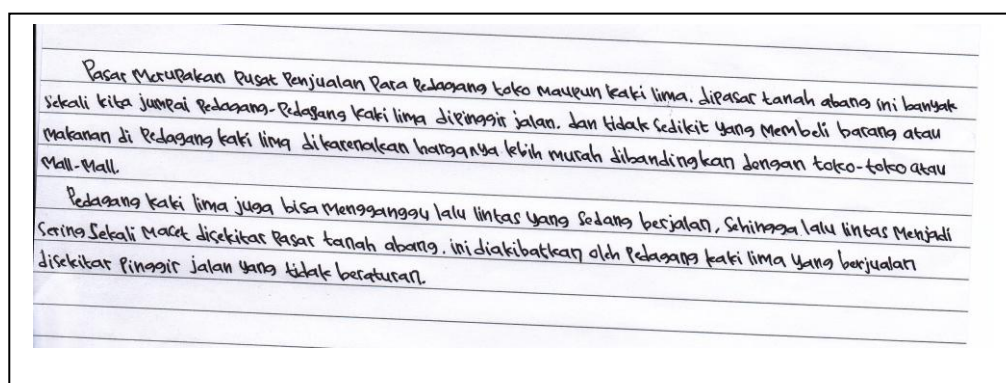 Pasar Merupakan Pusat Penjualan Para Pedagang toko maupun kaki lima. dipasar tanah abang ini banyak
sekali kita jumpai Pedagang-Pedagang kaki lima dipinggir jalan. dan tidak sedikit yang membeli barang atau
makanan di Pedagang kaki lima dikarenakan harganya lebih murah dibandingkan dengan toko-toko atau
Mall-Mall.
Pedagang kaki lima juga bisa mengganggu lalu lintas yang sedang berjalan, Sehingga lalu lintas Menjadi
Sering Sekali Macet disekitar Pasar tanah abang. ini diakibatkan oleh Pedagang kaki lima yang berjualan
disekitar Pinggir jalan yang tidak beraturan.